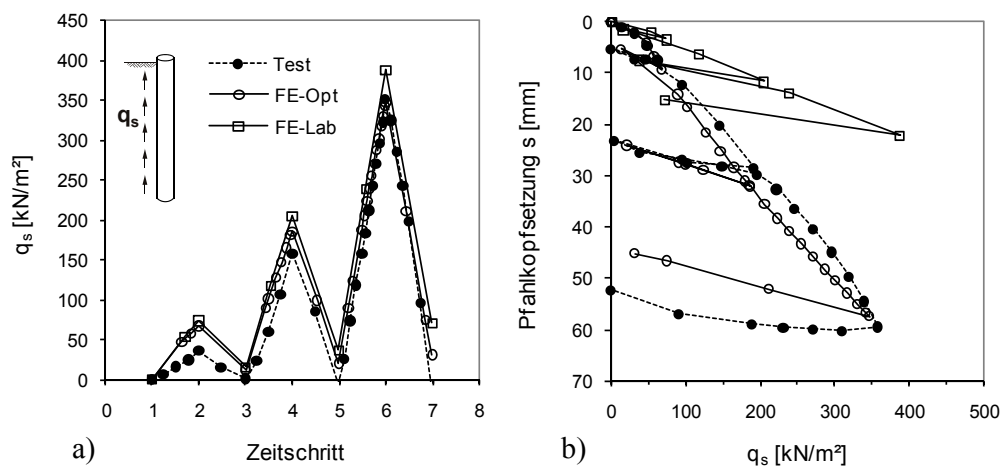 450
400
350
300
250
200
150
100
50
0
q_s [kN/m²]
q_s
Test
FE-Opt
FE-Lab
0 1 2 3 4 5 6 7 8
Zeitschritt
a)
0
10
20
30
40
50
60
70
Pfahlkopfsetzung s [mm]
0 100 200 300 400 500
q_s [kN/m²]
b)